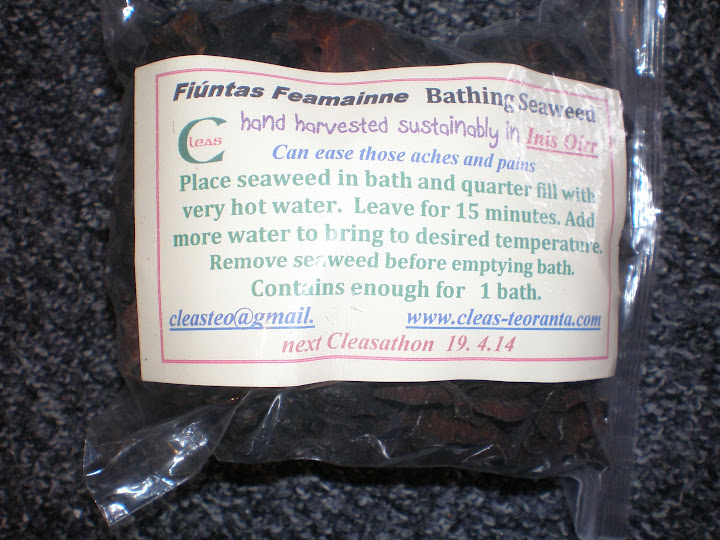 Fiúntas Feamainne Bathing Seaweed
Cleas
hand harvested sustainably in Inis Oírr
Can ease those aches and pains
Place seaweed in bath and quarter fill with
very hot water. Leave for 15 minutes. Add
more water to bring to desired temperature.
Remove seaweed before emptying bath.
Contains enough for 1 bath.
cleasteo@gmail. www.cleas-teoranta.com
next Cleasathon 19. 4.14